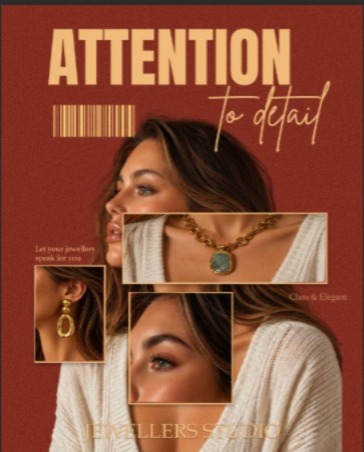 ATTENTION
to detail
Let your jewellery
speak for you
Class & Elegant
JEWELLERS STUDIO